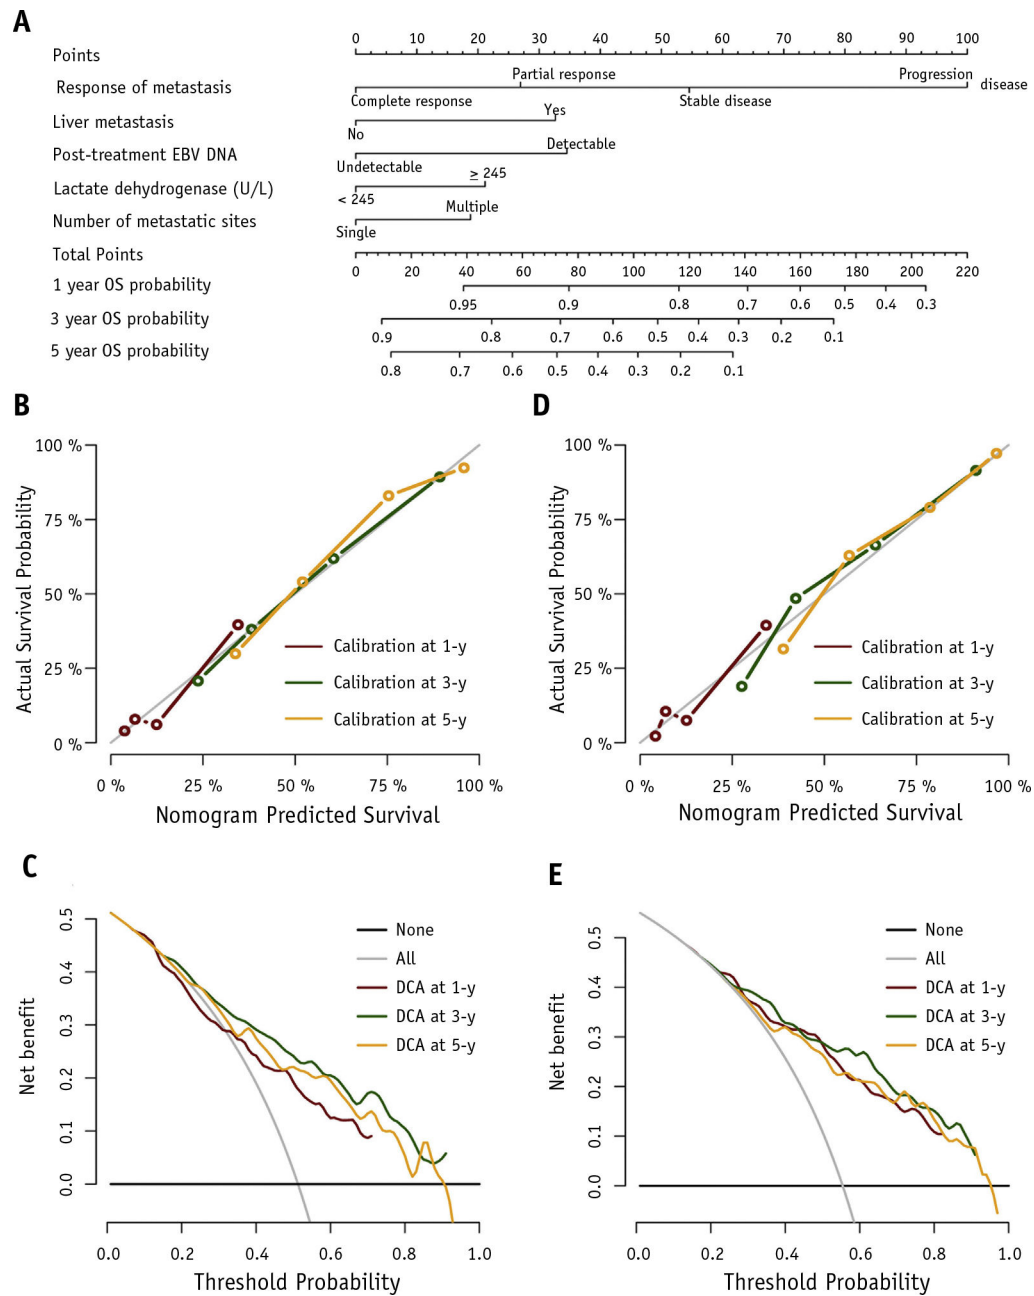 A
Points
0 10 20 30 40 50 60 70 80 90 100
Response of metastasis
Partial response
Progression
disease
Complete response
Stable disease
Liver metastasis
Yes
No
Post-treatment EBV DNA
Detectable
Undetectable
Lactate dehydrogenase (U/L)
≥ 245
< 245
Number of metastatic sites
Multiple
Single
Total Points
0 20 40 60 80 100 120 140 160 180 200 220
1 year OS probability
0.95 0.9 0.8 0.7 0.6 0.5 0.4 0.3
3 year OS probability
0.9 0.8 0.7 0.6 0.5 0.4 0.3 0.2 0.1
5 year OS probability
0.8 0.7 0.6 0.5 0.4 0.3 0.2 0.1
B
Actual Survival Probability
100 %
75 %
50 %
25 %
0 %
Calibration at 1-y
Calibration at 3-y
Calibration at 5-y
0 % 25 % 50 % 75 % 100 %
Nomogram Predicted Survival
D
Actual Survival Probability
100 %
75 %
50 %
25 %
0 %
Calibration at 1-y
Calibration at 3-y
Calibration at 5-y
0 % 25 % 50 % 75 % 100 %
Nomogram Predicted Survival
C
Net benefit
0.5
0.4
0.3
0.2
0.1
0.0
None
All
DCA at 1-y
DCA at 3-y
DCA at 5-y
0.0 0.2 0.4 0.6 0.8 1.0
Threshold Probability
E
Net benefit
0.5
0.4
0.3
0.2
0.1
0.0
None
All
DCA at 1-y
DCA at 3-y
DCA at 5-y
0.0 0.2 0.4 0.6 0.8 1.0
Threshold Probability